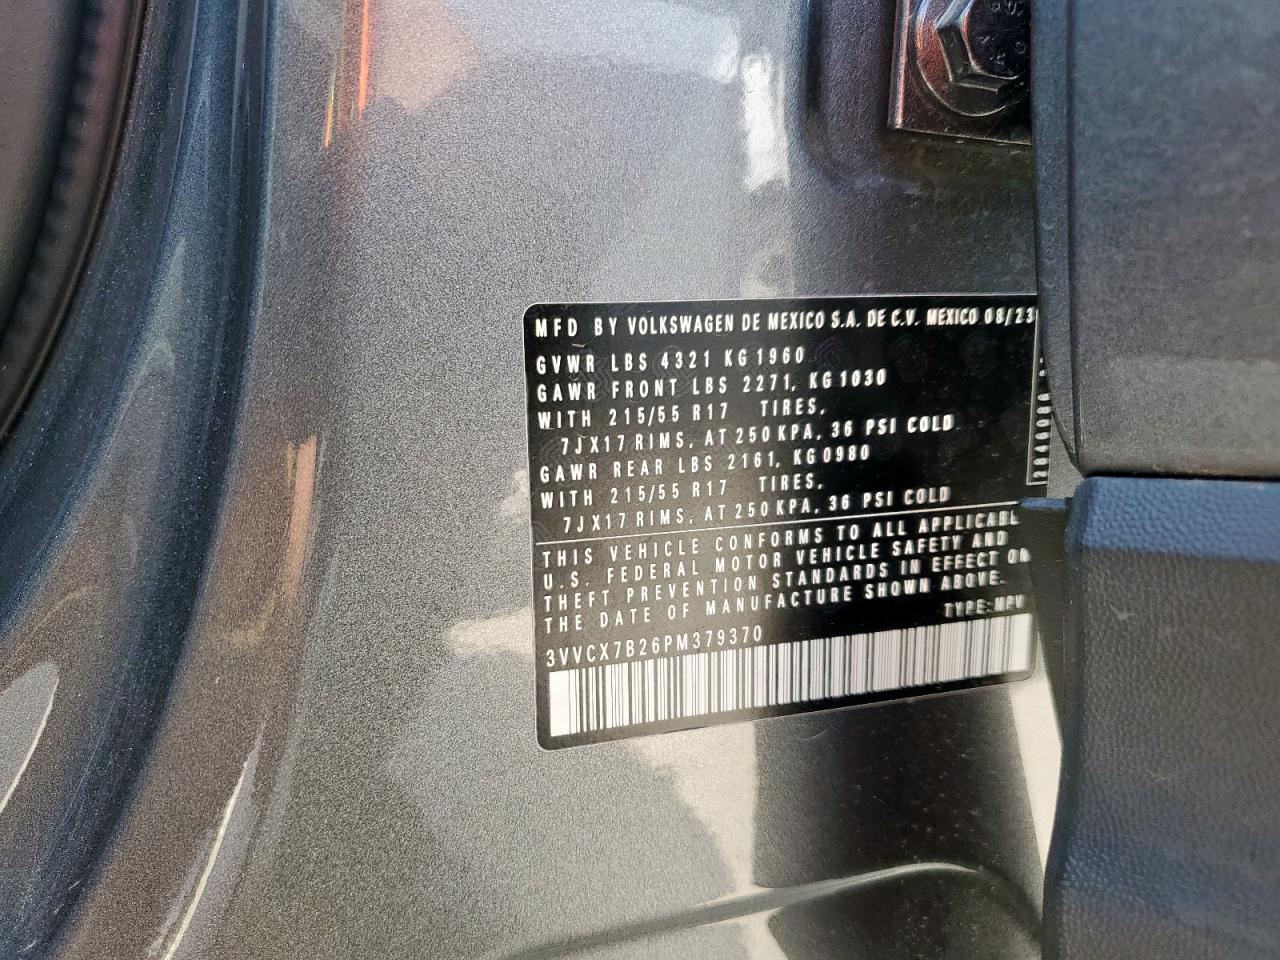 MFD BY VOLKSWAGEN DE MEXICO S.A. DE C.V. MEXICO 08/23
GVWR LBS 4321 KG 1960
GAWR FRONT LBS 2271, KG 1030
WITH 215/55 R17 TIRES,
7JX17 RIMS, AT 250 KPA, 36 PSI COLD
GAWR REAR LBS 2161, KG 0980
WITH 215/55 R17 TIRES,
7JX17 RIMS, AT 250 KPA, 36 PSI COLD
THIS VEHICLE CONFORMS TO ALL APPLICABL
U.S. FEDERAL MOTOR VEHICLE SAFETY AND
THEFT PREVENTION STANDARDS IN EFFECT ON
THE DATE OF MANUFACTURE SHOWN ABOVE.
TYPE: MPV
3VVCX7B26PM379370